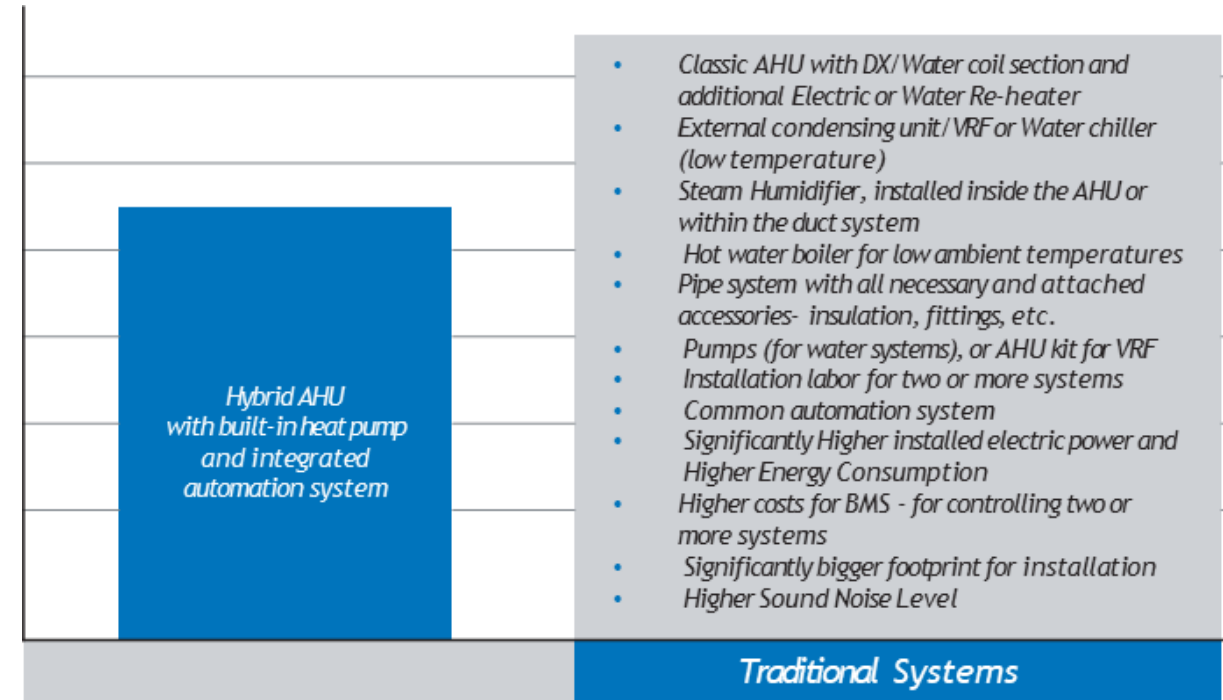 Hybrid AHU
with built-in heat pump
and integrated
automation system
• Classic AHU with DX/Water coil section and
additional Electric or Water Re-heater
• External condensing unit/VRF or Water chiller
(low temperature)
• Steam Humidifier, installed inside the AHU or
within the duct system
• Hot water boiler for low ambient temperatures
• Pipe system with all necessary and attached
accessories- insulation, fittings, etc.
• Pumps (for water systems), or AHU kit for VRF
• Installation labor for two or more systems
• Common automation system
• Significantly Higher installed electric power and
Higher Energy Consumption
• Higher costs for BMS - for controlling two or
more systems
• Significantly bigger footprint for installation
• Higher Sound Noise Level
Traditional Systems